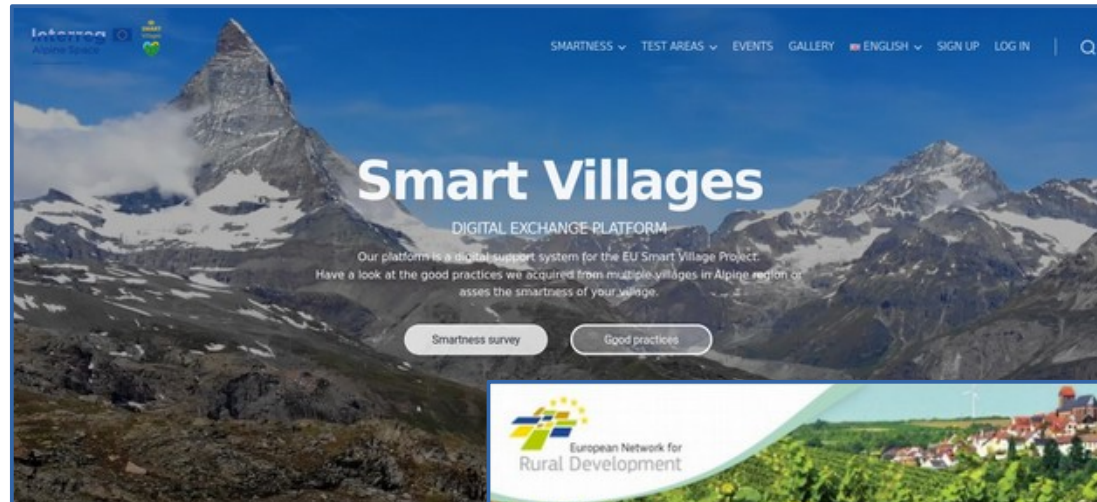 Interreg
Alpine Space
SMART
Villages
SMARTNESS TEST AREAS EVENTS GALLERY ENGLISH SIGN UP LOG IN
Smart Villages
DIGITAL EXCHANGE PLATFORM
Our platform is a digital support system for the EU Smart Village Project.
Have a look at the good practices we acquired from multiple villages in Alpine region or
asses the smartness of your village.
Smartness survey Good practices
European Network for
Rural Development